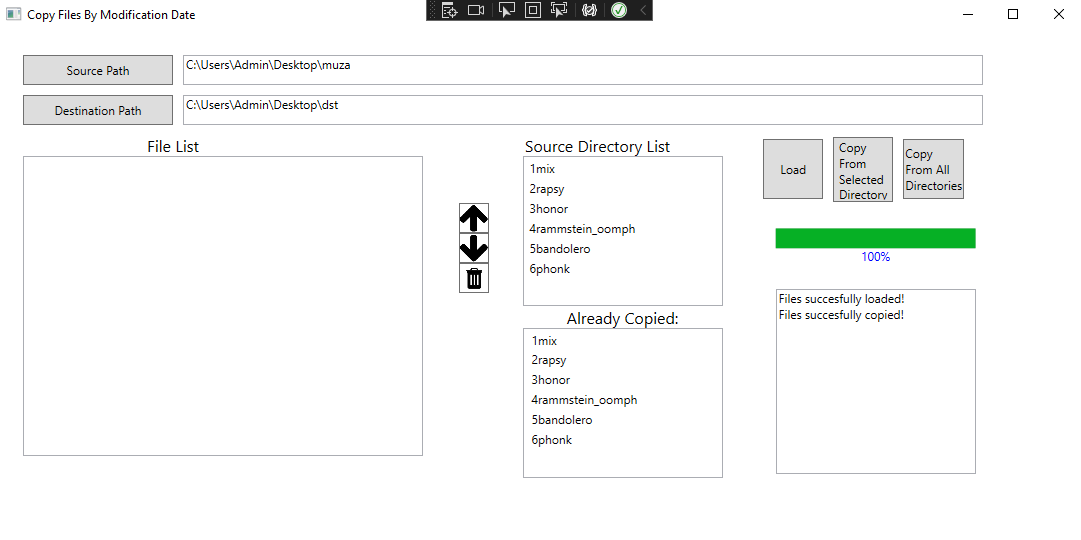 Copy Files By Modification Date
Source Path
C:\Users\Admin\Desktop\muza
Destination Path
C:\Users\Admin\Desktop\dst
File List
Source Directory List
1mix
2rapsy
3honor
4rammstein_oomph
5bandolero
6phonk
Already Copied:
1mix
2rapsy
3honor
4rammstein_oomph
5bandolero
6phonk
Load
Copy
From
Selected
Directory
Copy
From All
Directories
100%
Files succesfully loaded!
Files succesfully copied!